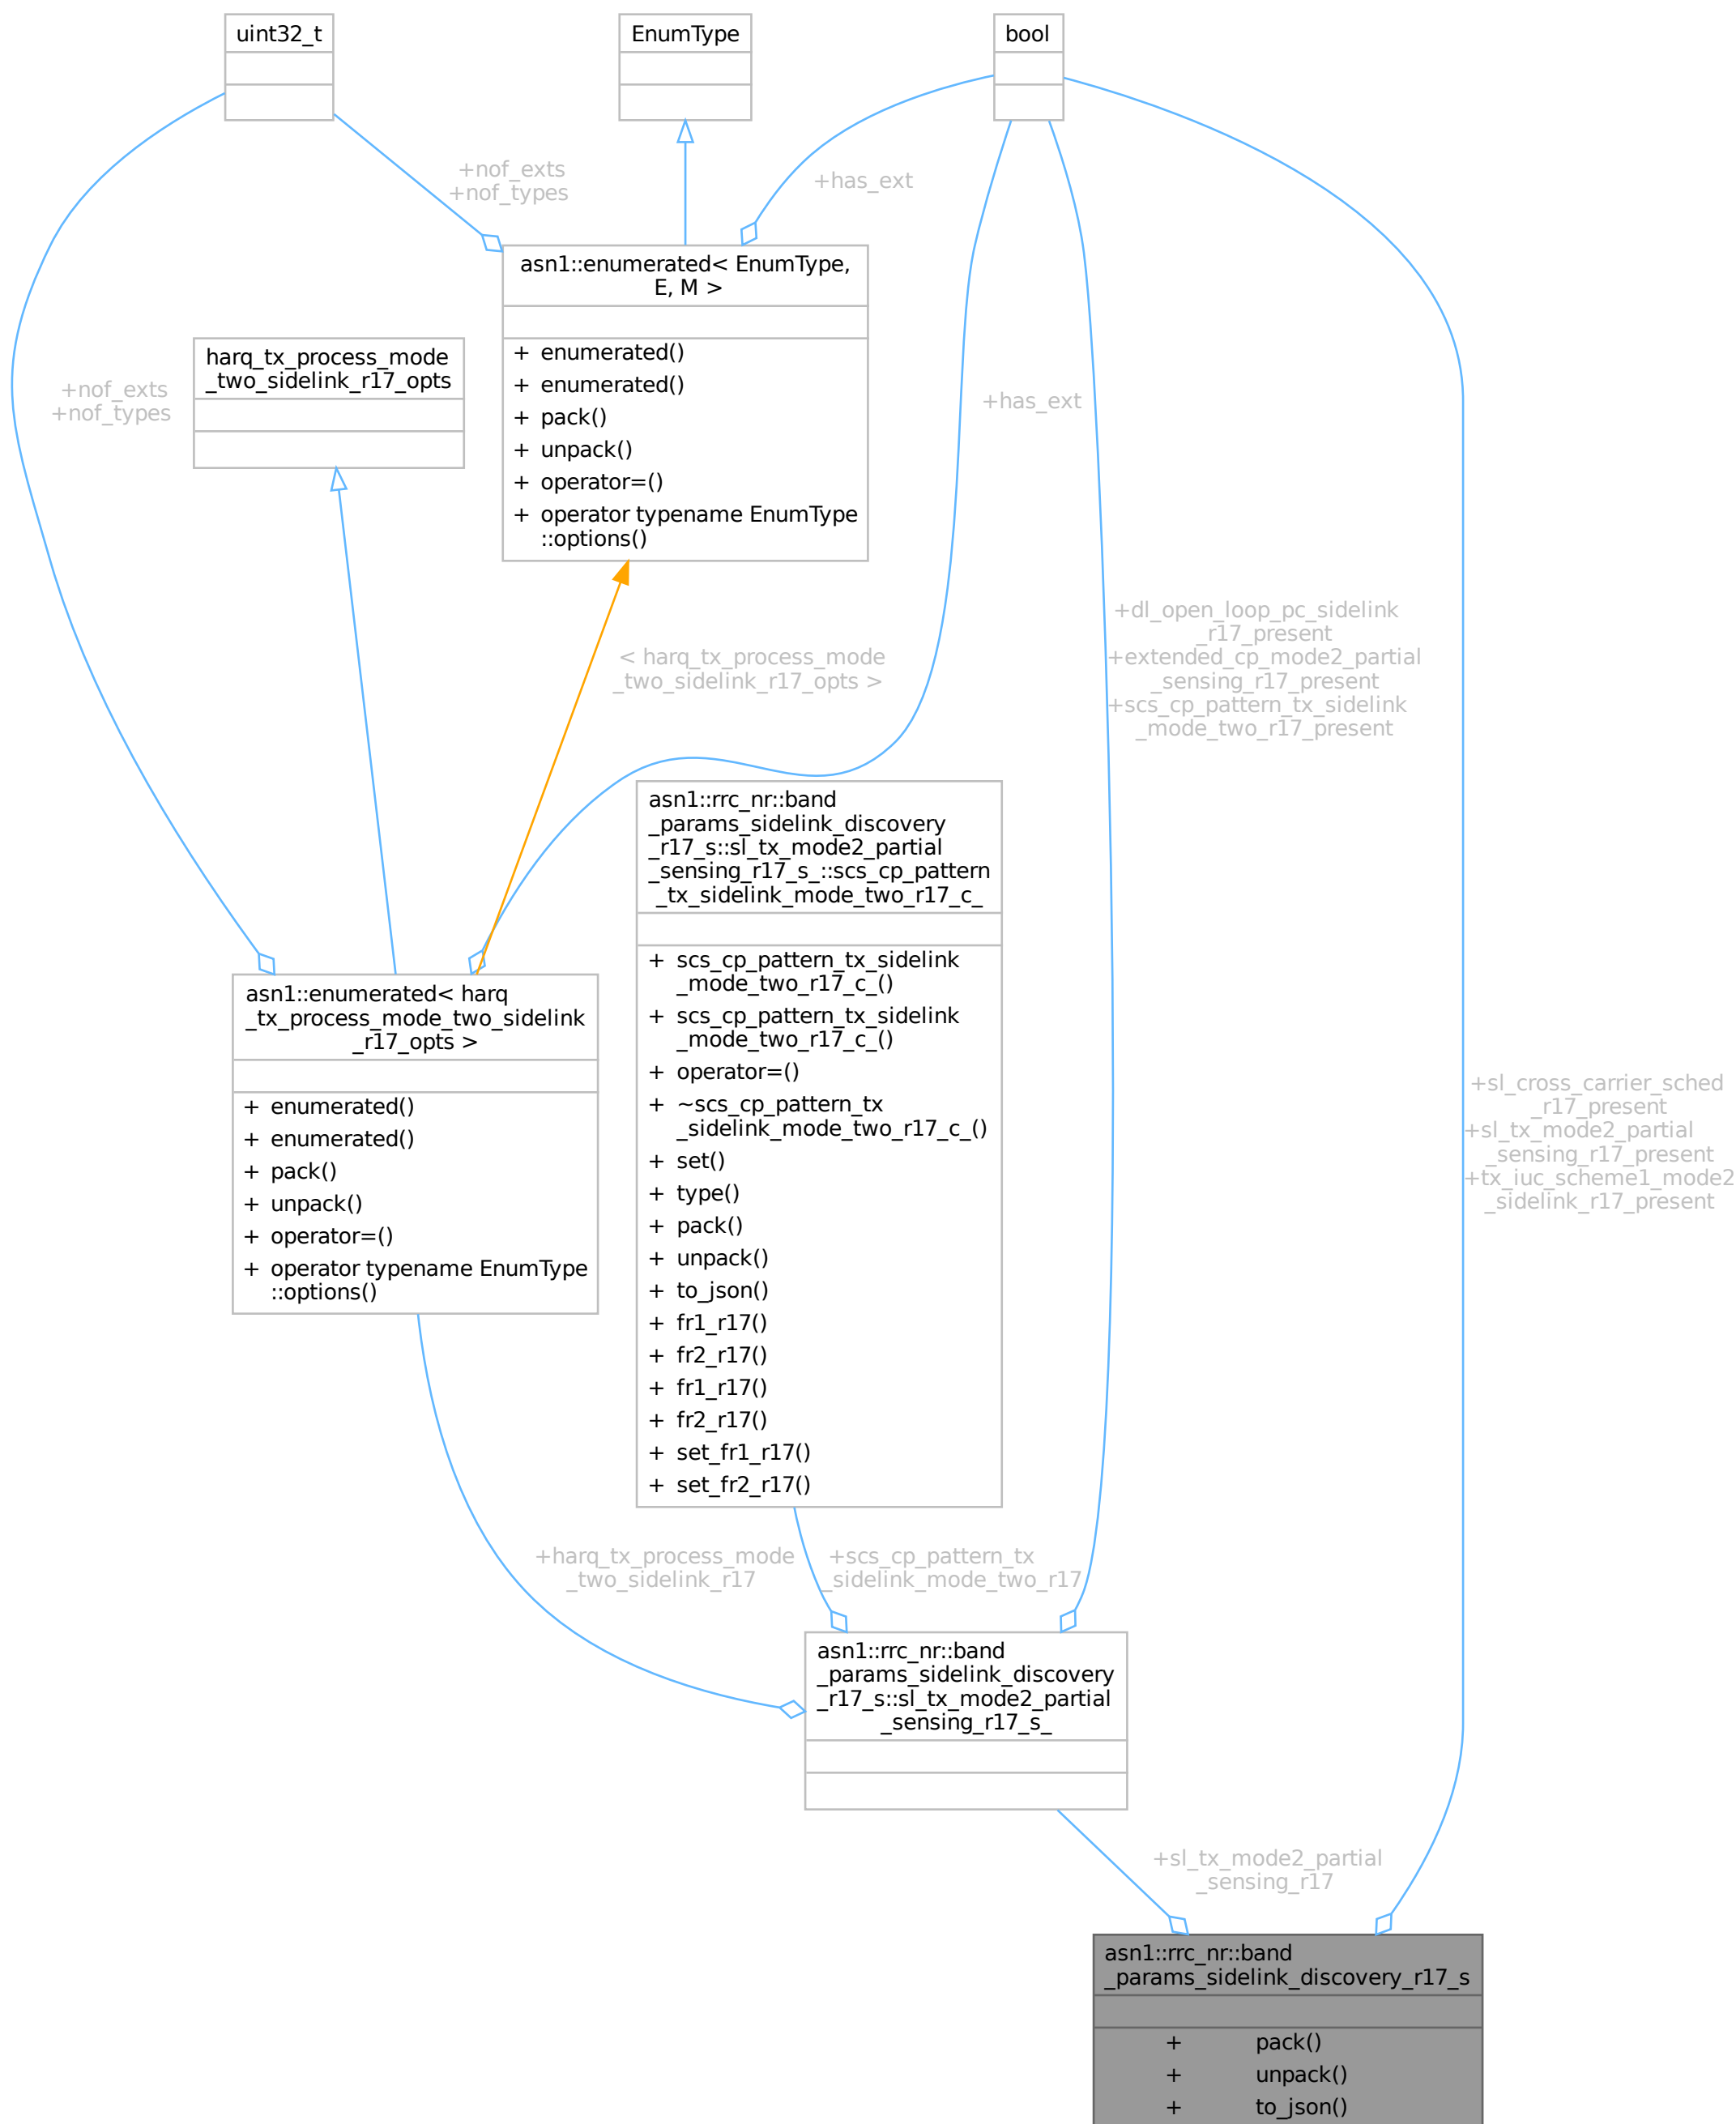 uint32_t
EnumType
bool
+nof_exts
+nof_types
+has_ext
asn1::enumerated< EnumType,
E, M >
+ enumerated()
+ enumerated()
+ pack()
+ unpack()
+ operator=()
+ operator typename EnumType
::options()
harq_tx_process_mode
_two_sidelink_r17_opts
+nof_exts
+nof_types
+has_ext
+dl_open_loop_pc_sidelink
_r17_present
+extended_cp_mode2_partial
_sensing_r17_present
+scs_cp_pattern_tx_sidelink
_mode_two_r17_present
< harq_tx_process_mode
_two_sidelink_r17_opts >
asn1::rrc_nr::band
_params_sidelink_discovery
_r17_s::sl_tx_mode2_partial
_sensing_r17_s_::scs_cp_pattern
_tx_sidelink_mode_two_r17_c_
+ scs_cp_pattern_tx_sidelink
_mode_two_r17_c_()
+ scs_cp_pattern_tx_sidelink
_mode_two_r17_c_()
+ operator=()
+ ~scs_cp_pattern_tx
_sidelink_mode_two_r17_c_()
+ set()
+ type()
+ pack()
+ unpack()
+ to_json()
+ fr1_r17()
+ fr2_r17()
+ fr1_r17()
+ fr2_r17()
+ set_fr1_r17()
+ set_fr2_r17()
asn1::enumerated< harq
_tx_process_mode_two_sidelink
_r17_opts >
+ enumerated()
+ enumerated()
+ pack()
+ unpack()
+ operator=()
+ operator typename EnumType
::options()
+sl_cross_carrier_sched
_r17_present
+sl_tx_mode2_partial
_sensing_r17_present
+tx_iuc_scheme1_mode2
_sidelink_r17_present
+harq_tx_process_mode
_two_sidelink_r17
+scs_cp_pattern_tx
_sidelink_mode_two_r17
asn1::rrc_nr::band
_params_sidelink_discovery
_r17_s::sl_tx_mode2_partial
_sensing_r17_s_
+sl_tx_mode2_partial
_sensing_r17
asn1::rrc_nr::band
_params_sidelink_discovery_r17_s
+ pack()
+ unpack()
+ to_json()